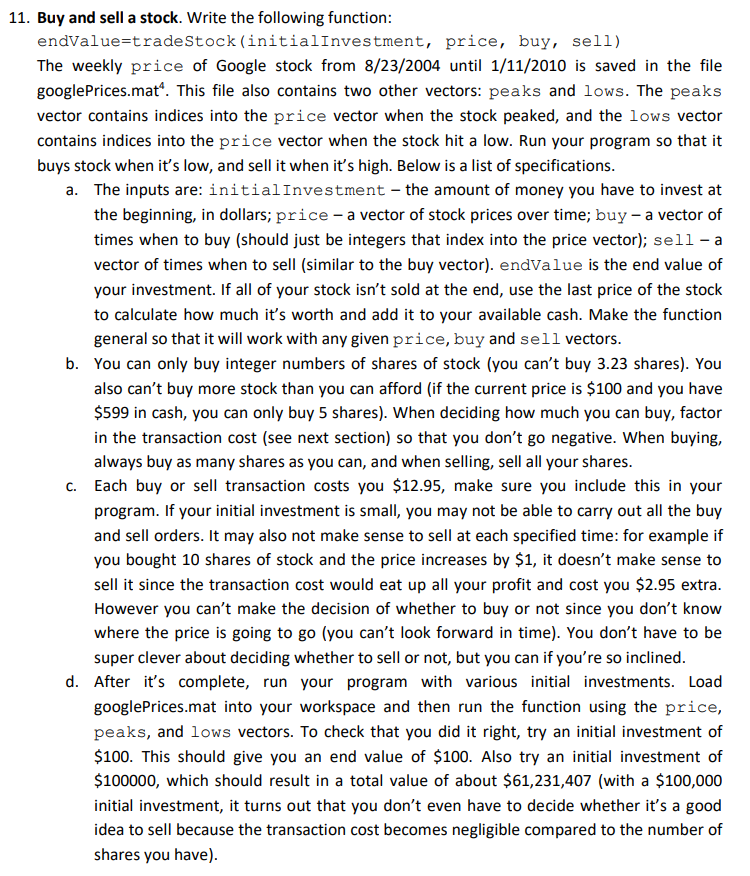 11. Buy and sell a stock. Write the following function:
endValue=tradeStock(initialInvestment, price, buy, sell)
The weekly price of Google stock from 8/23/2004 until 1/11/2010 is saved in the file
googlePrices.mat⁴. This file also contains two other vectors: peaks and lows. The peaks
vector contains indices into the price vector when the stock peaked, and the lows vector
contains indices into the price vector when the stock hit a low. Run your program so that it
buys stock when it's low, and sell it when it's high. Below is a list of specifications.
a. The inputs are: initialInvestment – the amount of money you have to invest at
the beginning, in dollars; price – a vector of stock prices over time; buy – a vector of
times when to buy (should just be integers that index into the price vector); sell – a
vector of times when to sell (similar to the buy vector). endValue is the end value of
your investment. If all of your stock isn't sold at the end, use the last price of the stock
to calculate how much it's worth and add it to your available cash. Make the function
general so that it will work with any given price, buy and sell vectors.
b. You can only buy integer numbers of shares of stock (you can't buy 3.23 shares). You
also can't buy more stock than you can afford (if the current price is $100 and you have
$599 in cash, you can only buy 5 shares). When deciding how much you can buy, factor
in the transaction cost (see next section) so that you don't go negative. When buying,
always buy as many shares as you can, and when selling, sell all your shares.
c. Each buy or sell transaction costs you $12.95, make sure you include this in your
program. If your initial investment is small, you may not be able to carry out all the buy
and sell orders. It may also not make sense to sell at each specified time: for example if
you bought 10 shares of stock and the price increases by $1, it doesn't make sense to
sell it since the transaction cost would eat up all your profit and cost you $2.95 extra.
However you can't make the decision of whether to buy or not since you don't know
where the price is going to go (you can't look forward in time). You don't have to be
super clever about deciding whether to sell or not, but you can if you're so inclined.
d. After it's complete, run your program with various initial investments. Load
googlePrices.mat into your workspace and then run the function using the price,
peaks, and lows vectors. To check that you did it right, try an initial investment of
$100. This should give you an end value of $100. Also try an initial investment of
$100000, which should result in a total value of about $61,231,407 (with a $100,000
initial investment, it turns out that you don't even have to decide whether it's a good
idea to sell because the transaction cost becomes negligible compared to the number of
shares you have).